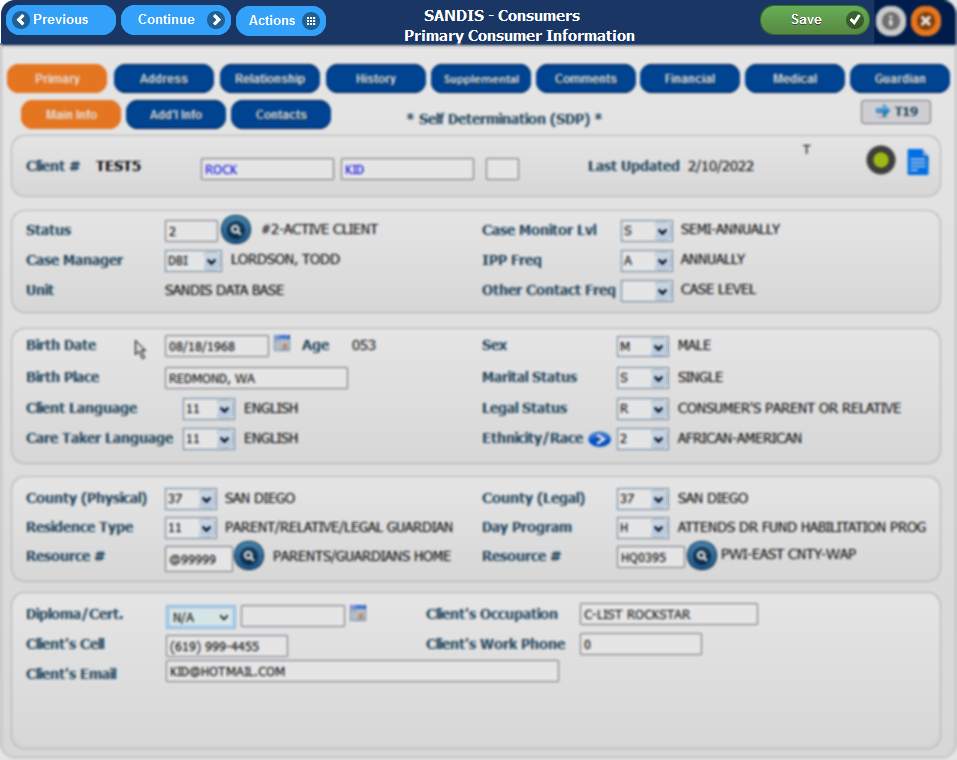 Previous Continue Actions SANDIS - Consumers Save
Primary Consumer Information
Primary Address Relationship History Supplemental Comments Financial Medical Guardian
Main Info Add'l Info Contacts * Self Determination (SDP) * T19
Client # TEST5 ROCK KID Last Updated 2/10/2022 T
Status 2 #2-ACTIVE CLIENT Case Monitor Lvl S SEMI-ANNUALLY
Case Manager DBI LORDSON, TODD IPP Freq A ANNUALLY
Unit SANDIS DATA BASE Other Contact Freq CASE LEVEL
Birth Date 08/18/1968 Age 053 Sex M MALE
Birth Place REDMOND, WA Marital Status S SINGLE
Client Language 11 ENGLISH Legal Status R CONSUMER'S PARENT OR RELATIVE
Care Taker Language 11 ENGLISH Ethnicity/Race 2 AFRICAN-AMERICAN
County (Physical) 37 SAN DIEGO County (Legal) 37 SAN DIEGO
Residence Type 11 PARENT/RELATIVE/LEGAL GUARDIAN Day Program H ATTENDS DR FUND HABILITATION PROG
Resource # @99999 PARENTS/GUARDIANS HOME Resource # HQ0395 PWI-EAST CNTY-WAP
Diploma/Cert. N/A Client's Occupation C-LIST ROCKSTAR
Client's Cell (619) 999-4455 Client's Work Phone 0
Client's Email KID@HOTMAIL.COM